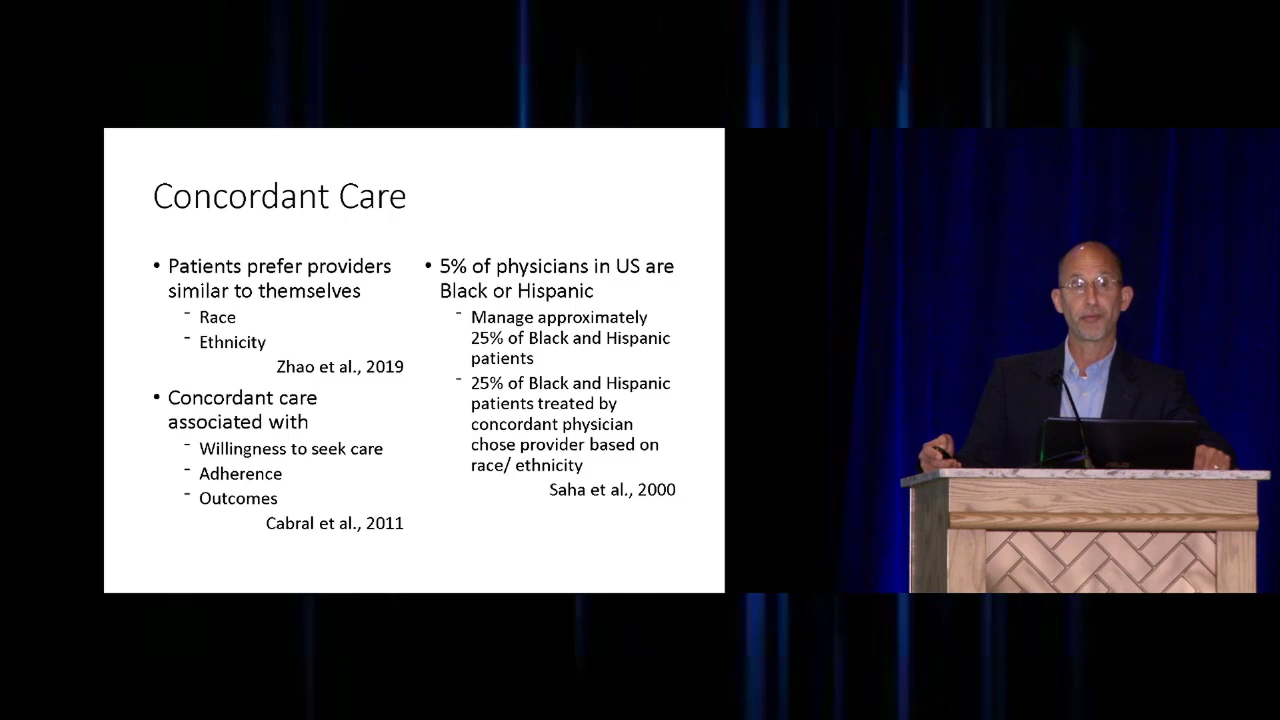 Concordant Care
• Patients prefer providers
similar to themselves
- Race
- Ethnicity
Zhao et al., 2019
• Concordant care
associated with
- Willingness to seek care
- Adherence
- Outcomes
Cabral et al., 2011
• 5% of physicians in US are
Black or Hispanic
- Manage approximately
25% of Black and Hispanic
patients
- 25% of Black and Hispanic
patients treated by
concordant physician
chose provider based on
race/ ethnicity
Saha et al., 2000